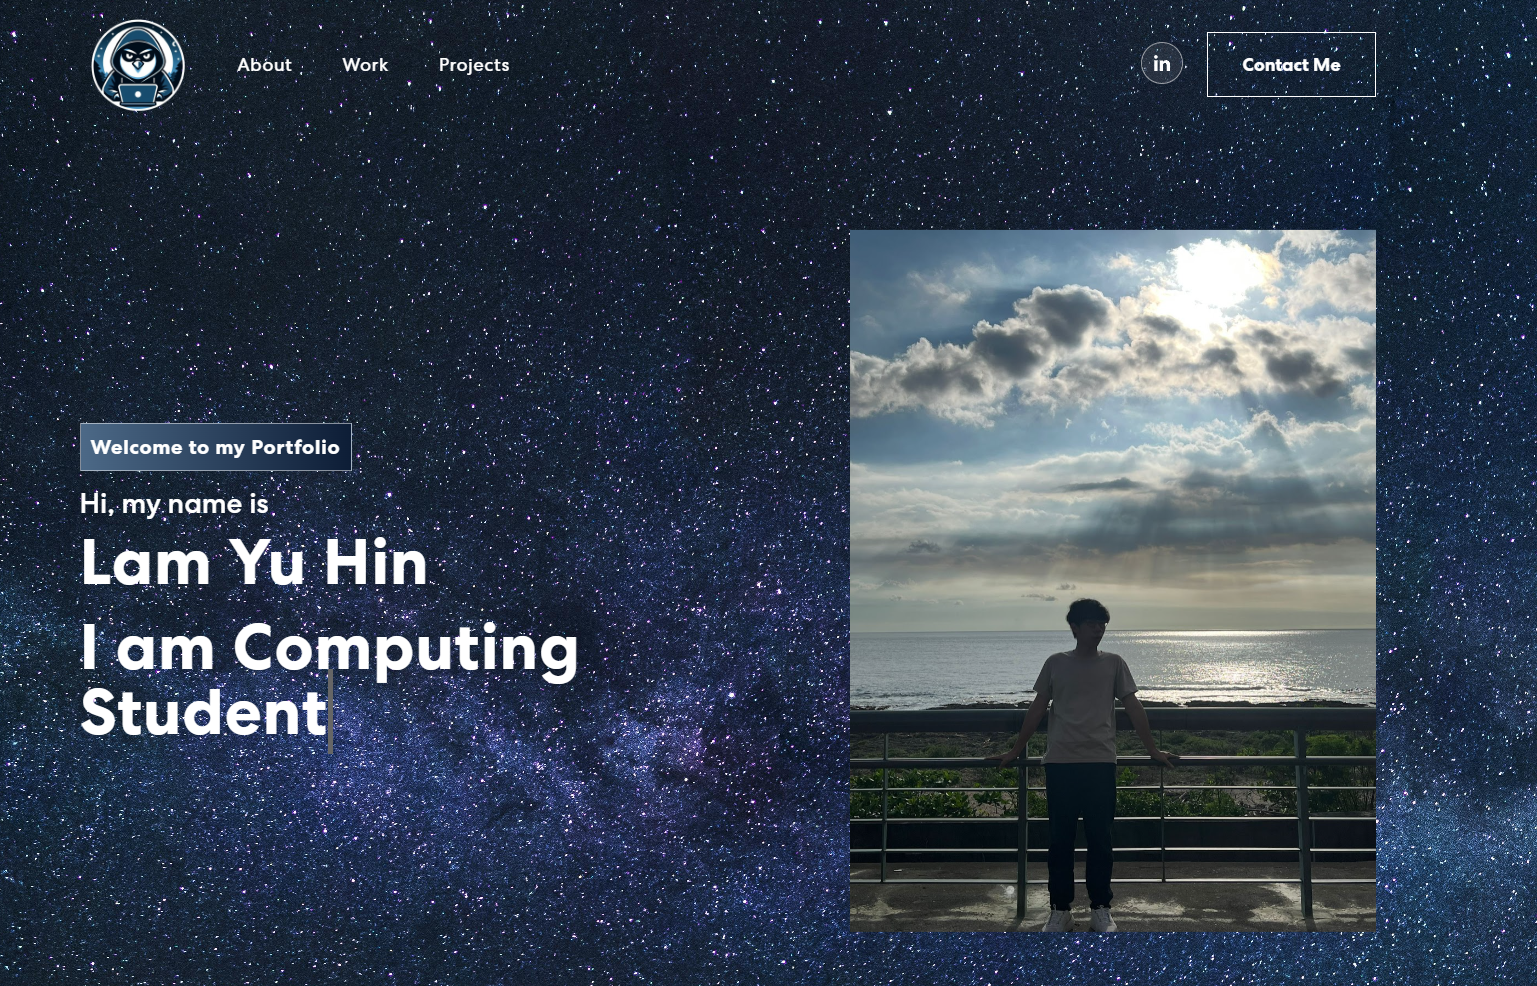 About
Work
Projects
in
Contact Me
Welcome to my Portfolio
Hi, my name is
Lam Yu Hin
I am Computing
Student